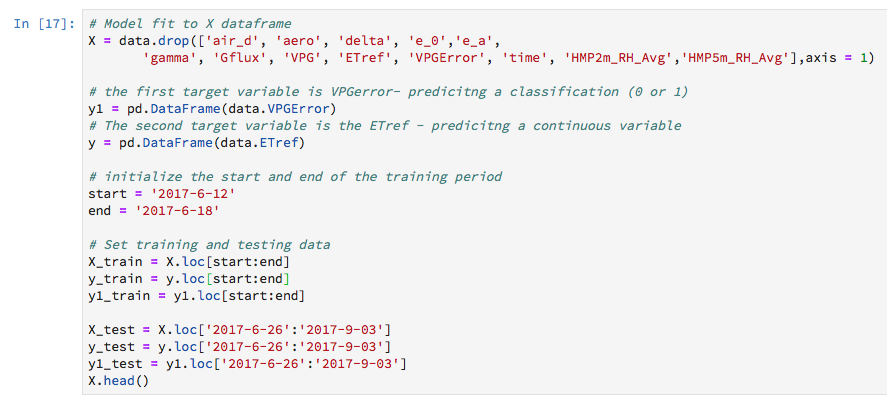 In [17]: # Model fit to X dataframe
X = data.drop(['air_d', 'aero', 'delta', 'e_0','e_a',
'gamma', 'Gflux', 'VPG', 'ETref', 'VPGError', 'time', 'HMP2m_RH_Avg','HMP5m_RH_Avg'],axis = 1)
# the first target variable is VPGerror- predicitng a classification (0 or 1)
y1 = pd.DataFrame(data.VPGError)
# The second target variable is the ETref - predicitng a continuous variable
y = pd.DataFrame(data.ETref)
# initialize the start and end of the training period
start = '2017-6-12'
end = '2017-6-18'
# Set training and testing data
X_train = X.loc[start:end]
y_train = y.loc[start:end]
y1_train = y1.loc[start:end]
X_test = X.loc['2017-6-26':'2017-9-03']
y_test = y.loc['2017-6-26':'2017-9-03']
y1_test = y1.loc['2017-6-26':'2017-9-03']
X.head()